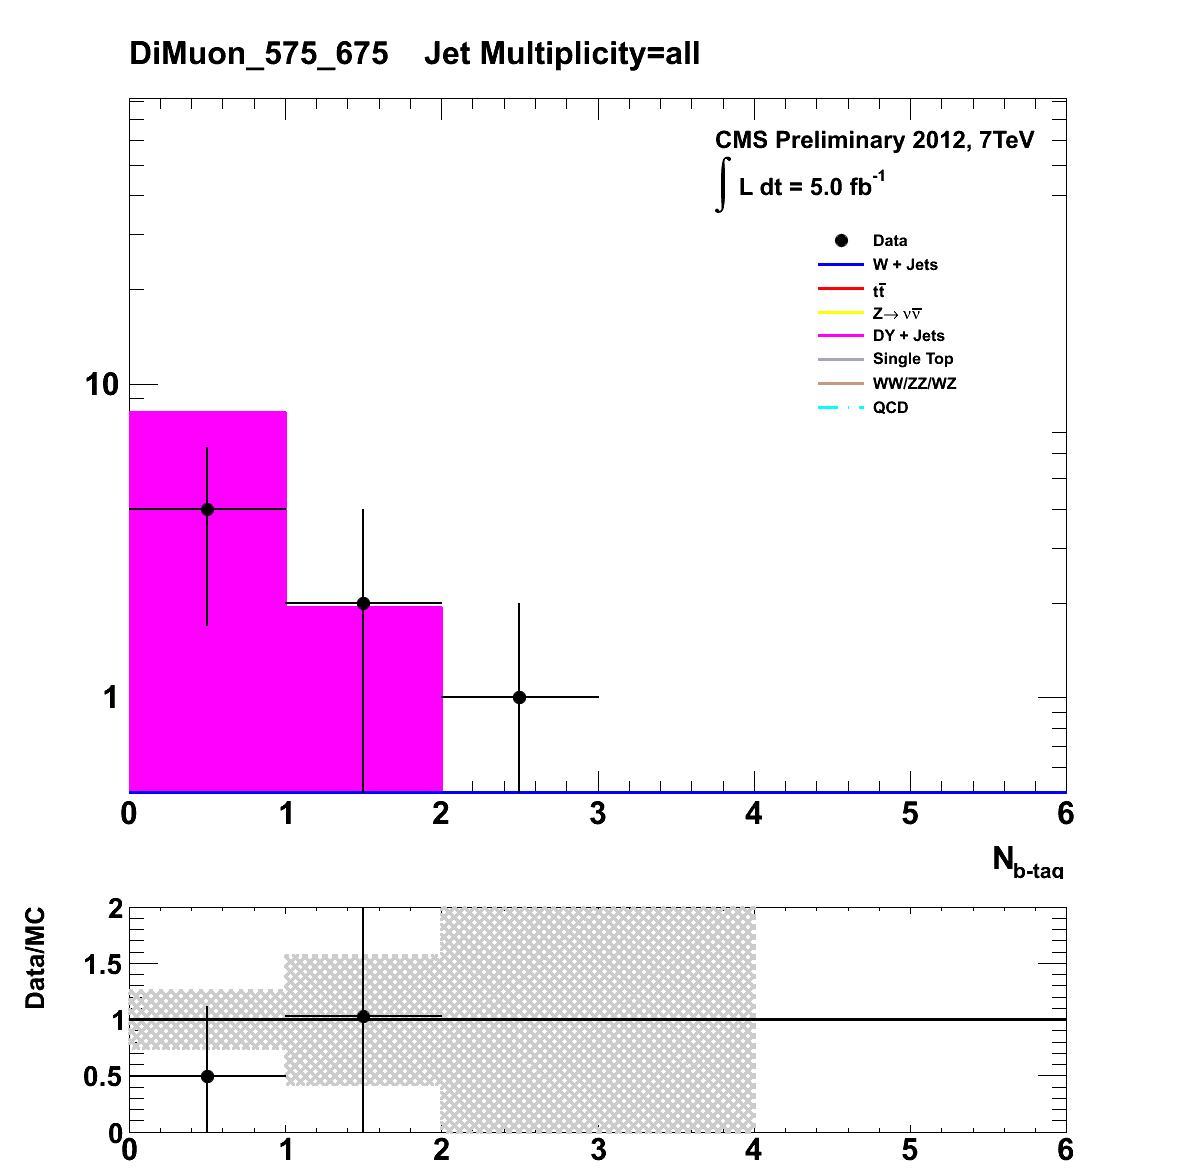 DiMuon_575_675 Jet Multiplicity=all
CMS Preliminary 2012, 7TeV
∫ L dt = 5.0 fb⁻¹
Data
W + Jets
tt̅
Z→ νν̅
DY + Jets
Single Top
WW/ZZ/WZ
QCD
10
1
0 1 2 3 4 5 6
N_b-tag
Data/MC
2
1.5
1
0.5
0
0 1 2 3 4 5 6